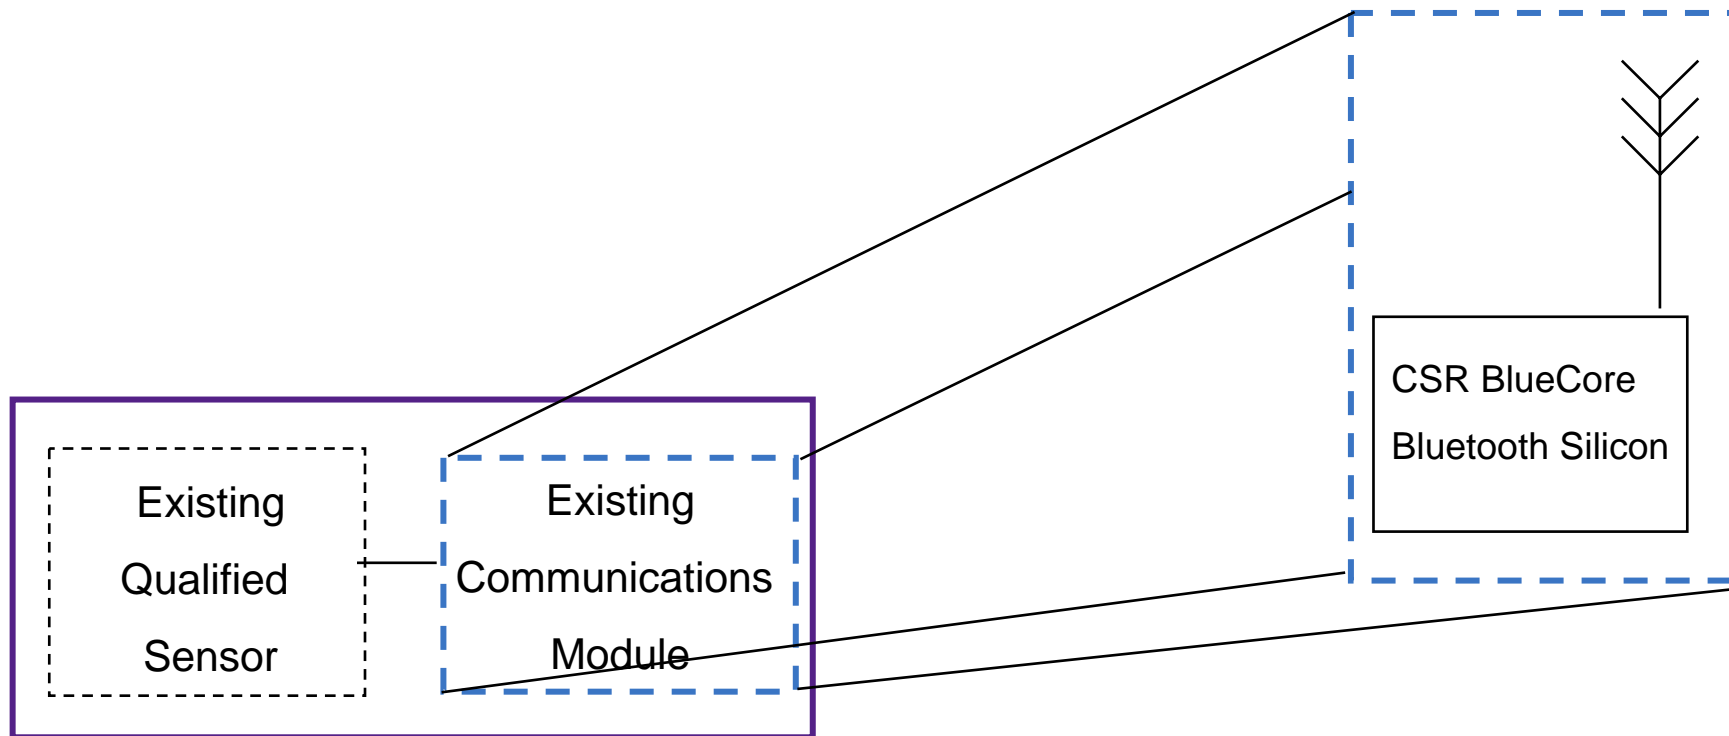 CSR BlueCore
Bluetooth Silicon
Existing
Qualified
Sensor
Existing
Communications
Module